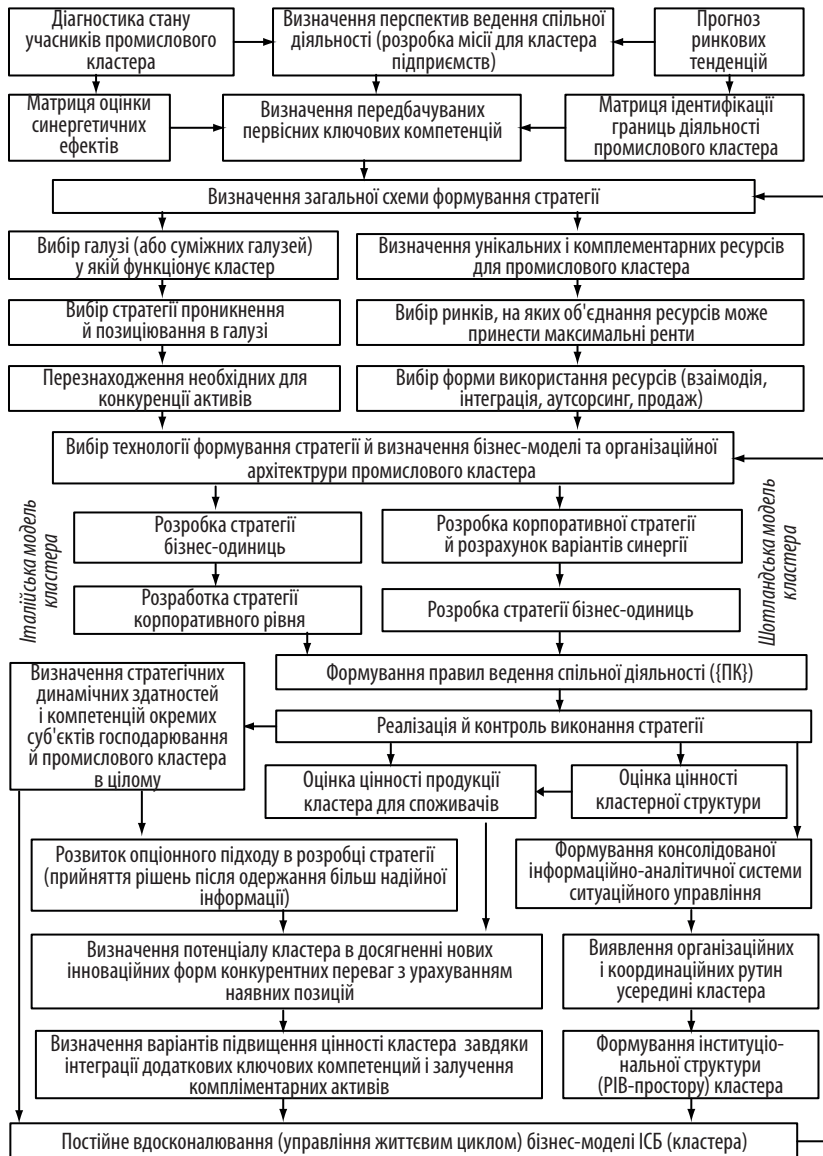 Діагностика стану
учасників промислового
кластера
Визначення перспектив ведення спільної
діяльності (розробка місії для кластера
підприємств)
Прогноз
ринкових
тенденцій
Матриця оцінки
синергетичних
ефектів
Визначення передбачуваних
первісних ключових компетенцій
Матриця ідентифікації
границь діяльності
промислового кластера
Визначення загальної схеми формування стратегії
Вибір галузі (або суміжних галузей)
у якій функціонує кластер
Визначення унікальних і комплементарних ресурсів
для промислового кластера
Вибір стратегії проникнення
й позиціювання в галузі
Вибір ринків, на яких об'єднання ресурсів може
принести максимальні ренти
Перезнаходження необхідних для
конкуренції активів
Вибір форми використання ресурсів (взаімодія,
інтеграція, аутсорсинг, продаж)
Вибір технології формування стратегії й визначення бізнес-моделі та організаційної
архітектрури промислового кластера
Італійська модель
кластера
Розробка стратегії
бізнес-одиниць
Розробка корпоративної стратегії
й розрахунок варіантів синергії
Шотландська модель
кластера
Розработка стратегії
корпоративного рівня
Розробка стратегії бізнес-одиниць
Формування правил ведення спільної діяльності ({ПК})
Визначення стратегічних
динамічних здатностей
і компетенцій окремих
суб'єктів господарювання
й промислового кластера
в цілому
Реалізація й контроль виконання стратегії
Оцінка цінності продукції
кластера для споживачів
Оцінка цінності
кластерної структури
Розвиток опціонного підходу в розробці стратегії
(прийняття рішень після одержання більш надійної
інформації)
Формування консолідованої
інформаційно-аналітичної системи
ситуаційного управління
Визначення потенціалу кластера в досягненні нових
інноваційних форм конкурентних переваг з урахуванням
наявних позицій
Виявлення організаційних
і координаційних рутин
усередині кластера
Визначення варіантів підвищення цінності кластера завдяки
інтеграції додаткових ключових компетенцій і залучення
компліментарних активів
Формування інституціо-
нальної структури
(РІВ-простору) кластера
Постійне вдосконалювання (управління життєвим циклом) бізнес-моделі ІСБ (кластера)